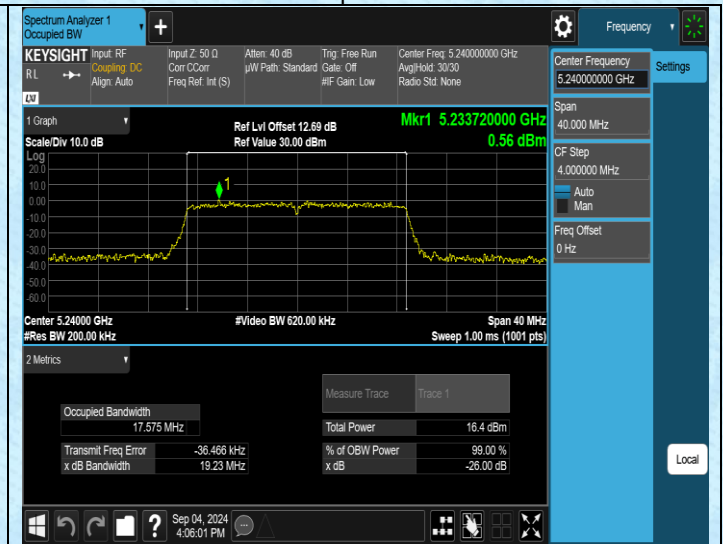 Spectrum Analyzer 1
Occupied BW
+
Frequency
KEYSIGHT
RL
LXI
Input: RF
Coupling: DC
Align: Auto
Input Z: 50 Ω
Corr CCorr
Freq Ref: Int (S)
Atten: 40 dB
µW Path: Standard
Trig: Free Run
Gate: Off
#IF Gain: Low
Center Freq: 5.240000000 GHz
Avg|Hold: 30/30
Radio Std: None
Center Frequency
5.240000000 GHz
Settings
Span
40.000 MHz
CF Step
4.000000 MHz
Auto
Man
Freq Offset
0 Hz
1 Graph
Scale/Div 10.0 dB
Ref Lvl Offset 12.69 dB
Ref Value 30.00 dBm
Mkr1 5.233720000 GHz
0.56 dBm
Log
20.0
10.0
0.00
-10.0
-20.0
-30.0
-40.0
-50.0
-60.0
1
Center 5.24000 GHz
#Video BW 620.00 kHz
Span 40 MHz
#Res BW 200.00 kHz
Sweep 1.00 ms (1001 pts)
2 Metrics
Measure Trace
Trace 1
Occupied Bandwidth
17.575 MHz
Total Power
16.4 dBm
Transmit Freq Error
-36.466 kHz
% of OBW Power
99.00 %
x dB Bandwidth
19.23 MHz
x dB
-26.00 dB
Local
?
Sep 04, 2024
4:06:01 PM